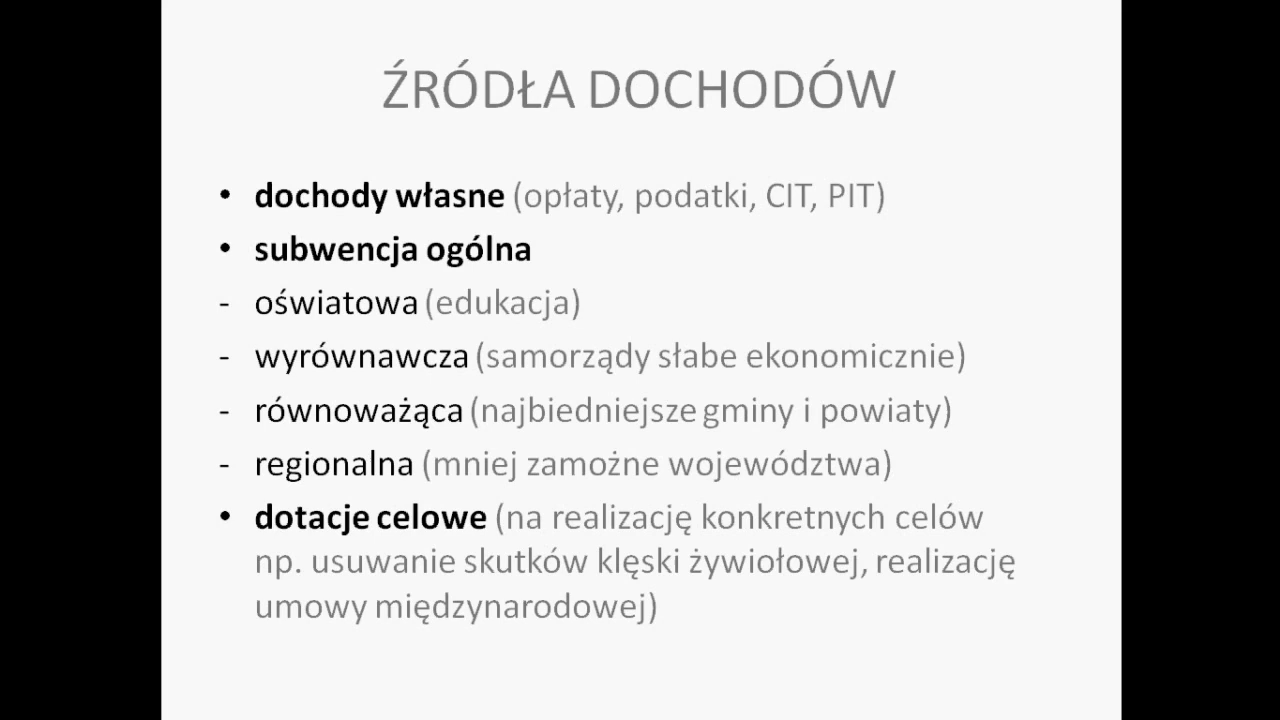 ŹRÓDŁA DOCHODÓW
• dochody własne (opłaty, podatki, CIT, PIT)
• subwencja ogólna
- oświatowa (edukacja)
- wyrównawcza (samorządy słabe ekonomicznie)
- równoważąca (najbiedniejsze gminy i powiaty)
- regionalna (mniej zamożne województwa)
• dotacje celowe (na realizację konkretnych celów
np. usuwanie skutków klęski żywiołowej, realizację
umowy międzynarodowej)